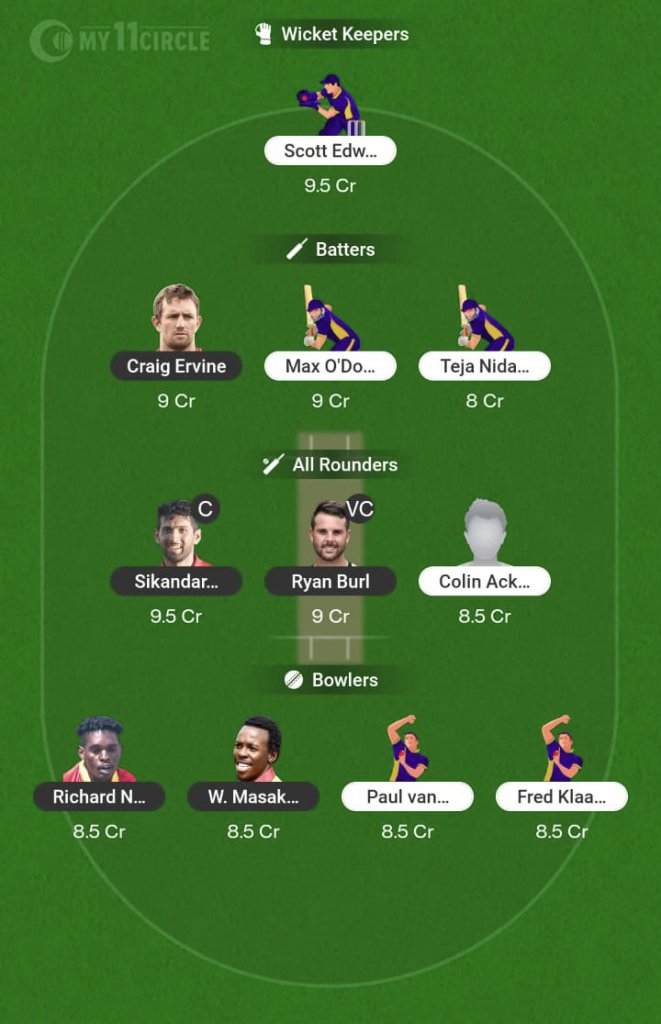 MY11CIRCLE
Wicket Keepers
Scott Edw...
9.5 Cr
Batters
Craig Ervine
Max O'Do...
Teja Nida...
9 Cr
9 Cr
8 Cr
All Rounders
C
VC
Sikandar...
Ryan Burl
Colin Ack...
9.5 Cr
9 Cr
8.5 Cr
Bowlers
Richard N...
W. Masak...
Paul van...
Fred Klaa...
8.5 Cr
8.5 Cr
8.5 Cr
8.5 Cr